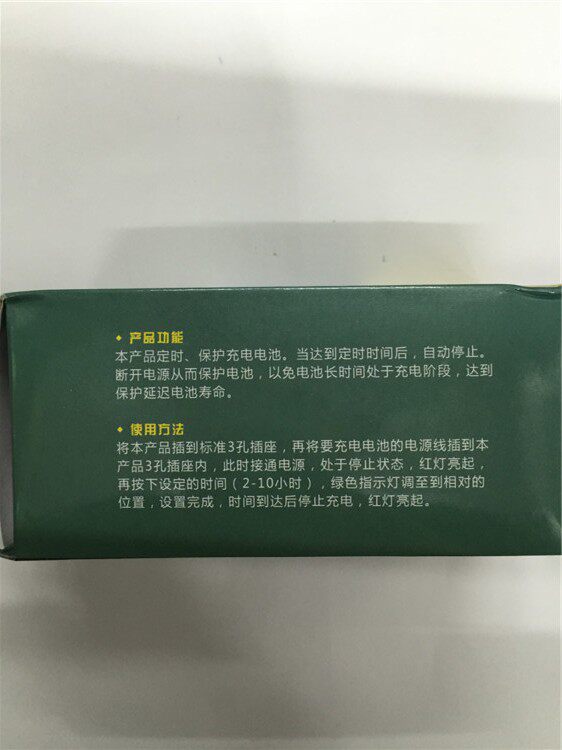 ◆ 产品功能
本产品定时、保护充电电池。当达到定时时间后，自动停止。
断开电源从而保护电池，以免电池长时间处于充电阶段，达到
保护延迟电池寿命。
◆ 使用方法
将本产品插到标准3孔插座，再将要充电电池的电源线插到本
产品3孔插座内，此时接通电源，处于停止状态，红灯亮起，
再按下设定的时间（2-10小时），绿色指示灯调至到相对的
位置，设置完成，时间到达后停止充电，红灯亮起。